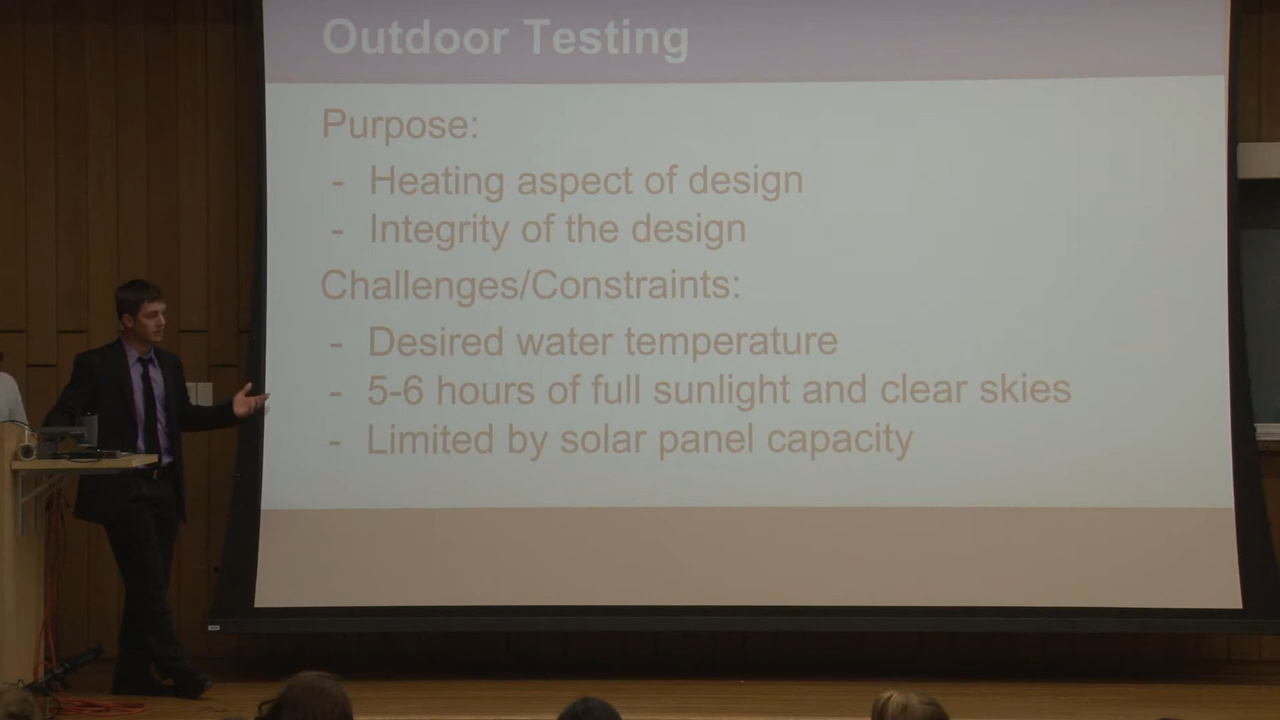 Outdoor Testing
Purpose:
- Heating aspect of design
- Integrity of the design
Challenges/Constraints:
- Desired water temperature
- 5-6 hours of full sunlight and clear skies
- Limited by solar panel capacity